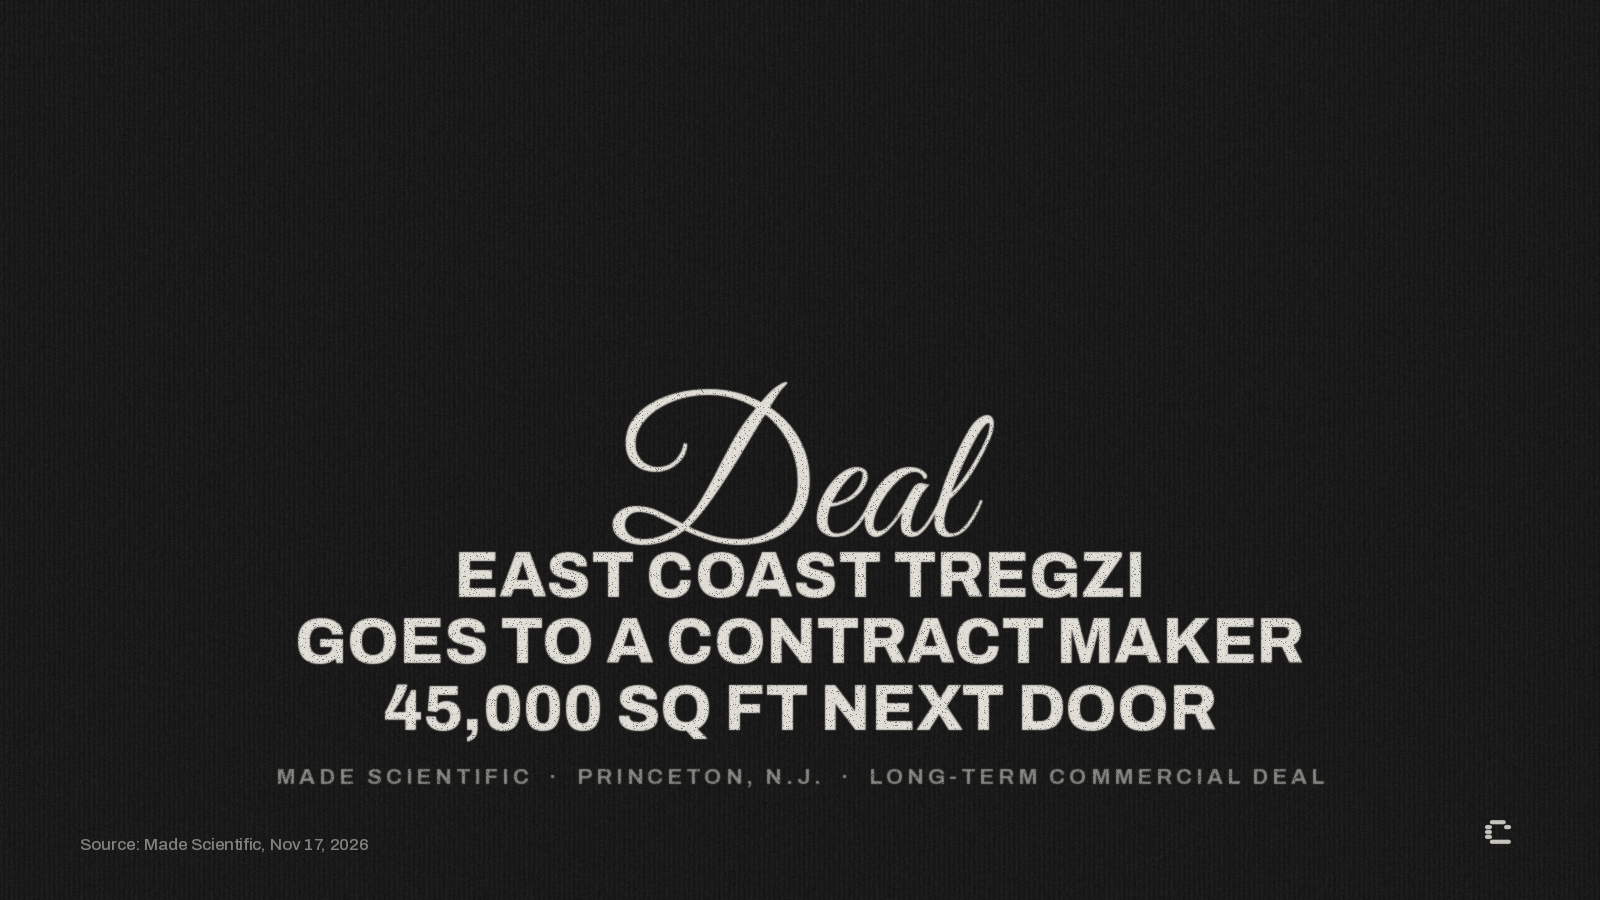 Deal
EAST COAST TREGZI
GOES TO A CONTRACT MAKER
45,000 SQ FT NEXT DOOR
MADE SCIENTIFIC · PRINCETON, N.J. · LONG-TERM COMMERCIAL DEAL
Source: Made Scientific, Nov 17, 2026